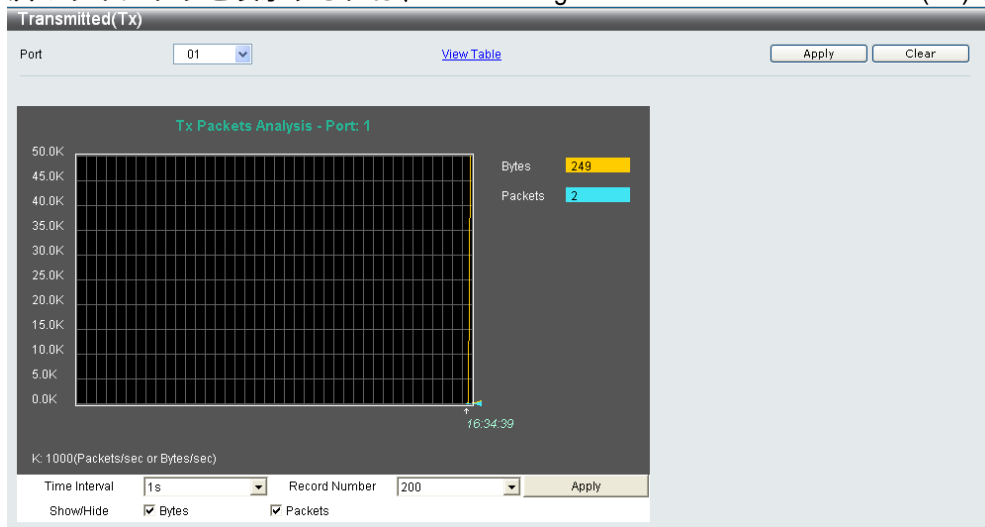 Transmitted(Tx)
Port 01 View Table Apply Clear
Tx Packets Analysis - Port: 1
50.0K
45.0K
40.0K
35.0K
30.0K
25.0K
20.0K
15.0K
10.0K
5.0K
0.0K
Bytes 249
Packets 2
16:34:39
K: 1000(Packets/sec or Bytes/sec)
Time Interval 1s Record Number 200 Apply
Show/Hide Bytes Packets